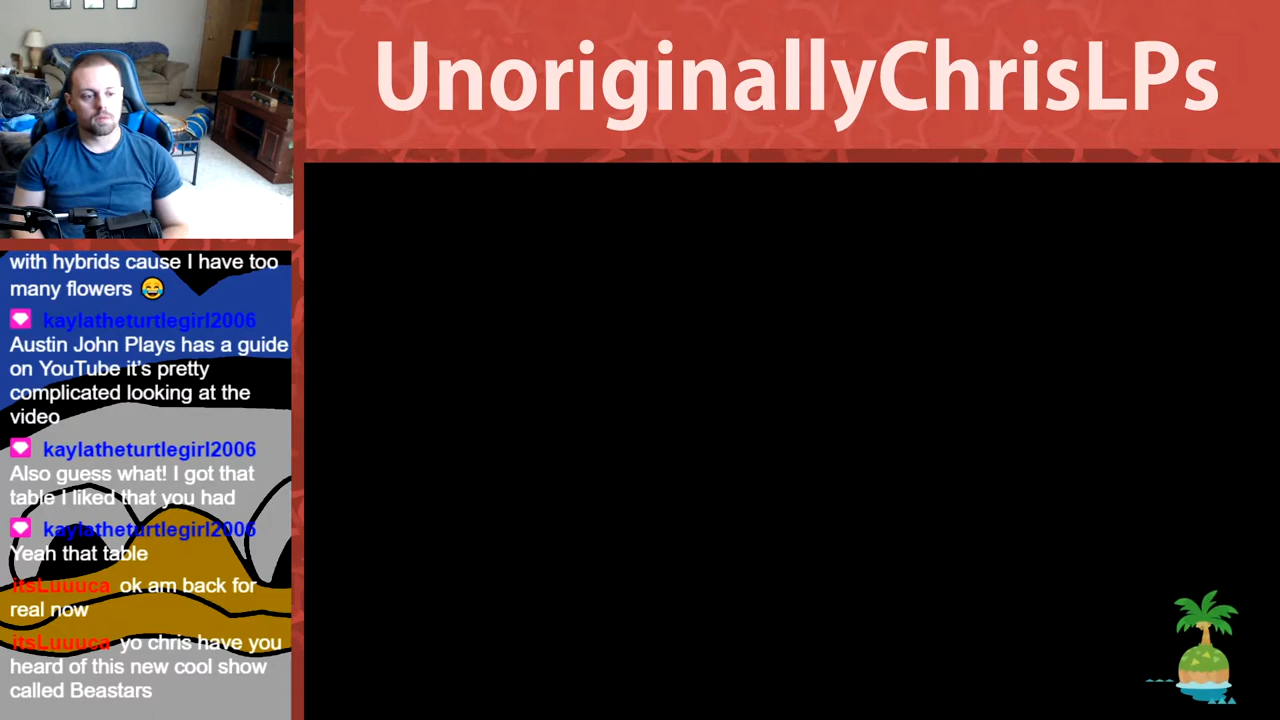 UnoriginallyChrisLPs
with hybrids cause I have too
many flowers 😂
kaylatheturtlegirl2006
Austin John Plays has a guide
on YouTube it's pretty
complicated looking at the
video
kaylatheturtlegirl2006
Also guess what! I got that
table I liked that you had
kaylatheturtlegirl2006
Yeah that table
itsLuuuca ok am back for
real now
itsLuuuca yo chris have you
heard of this new cool show
called Beastars